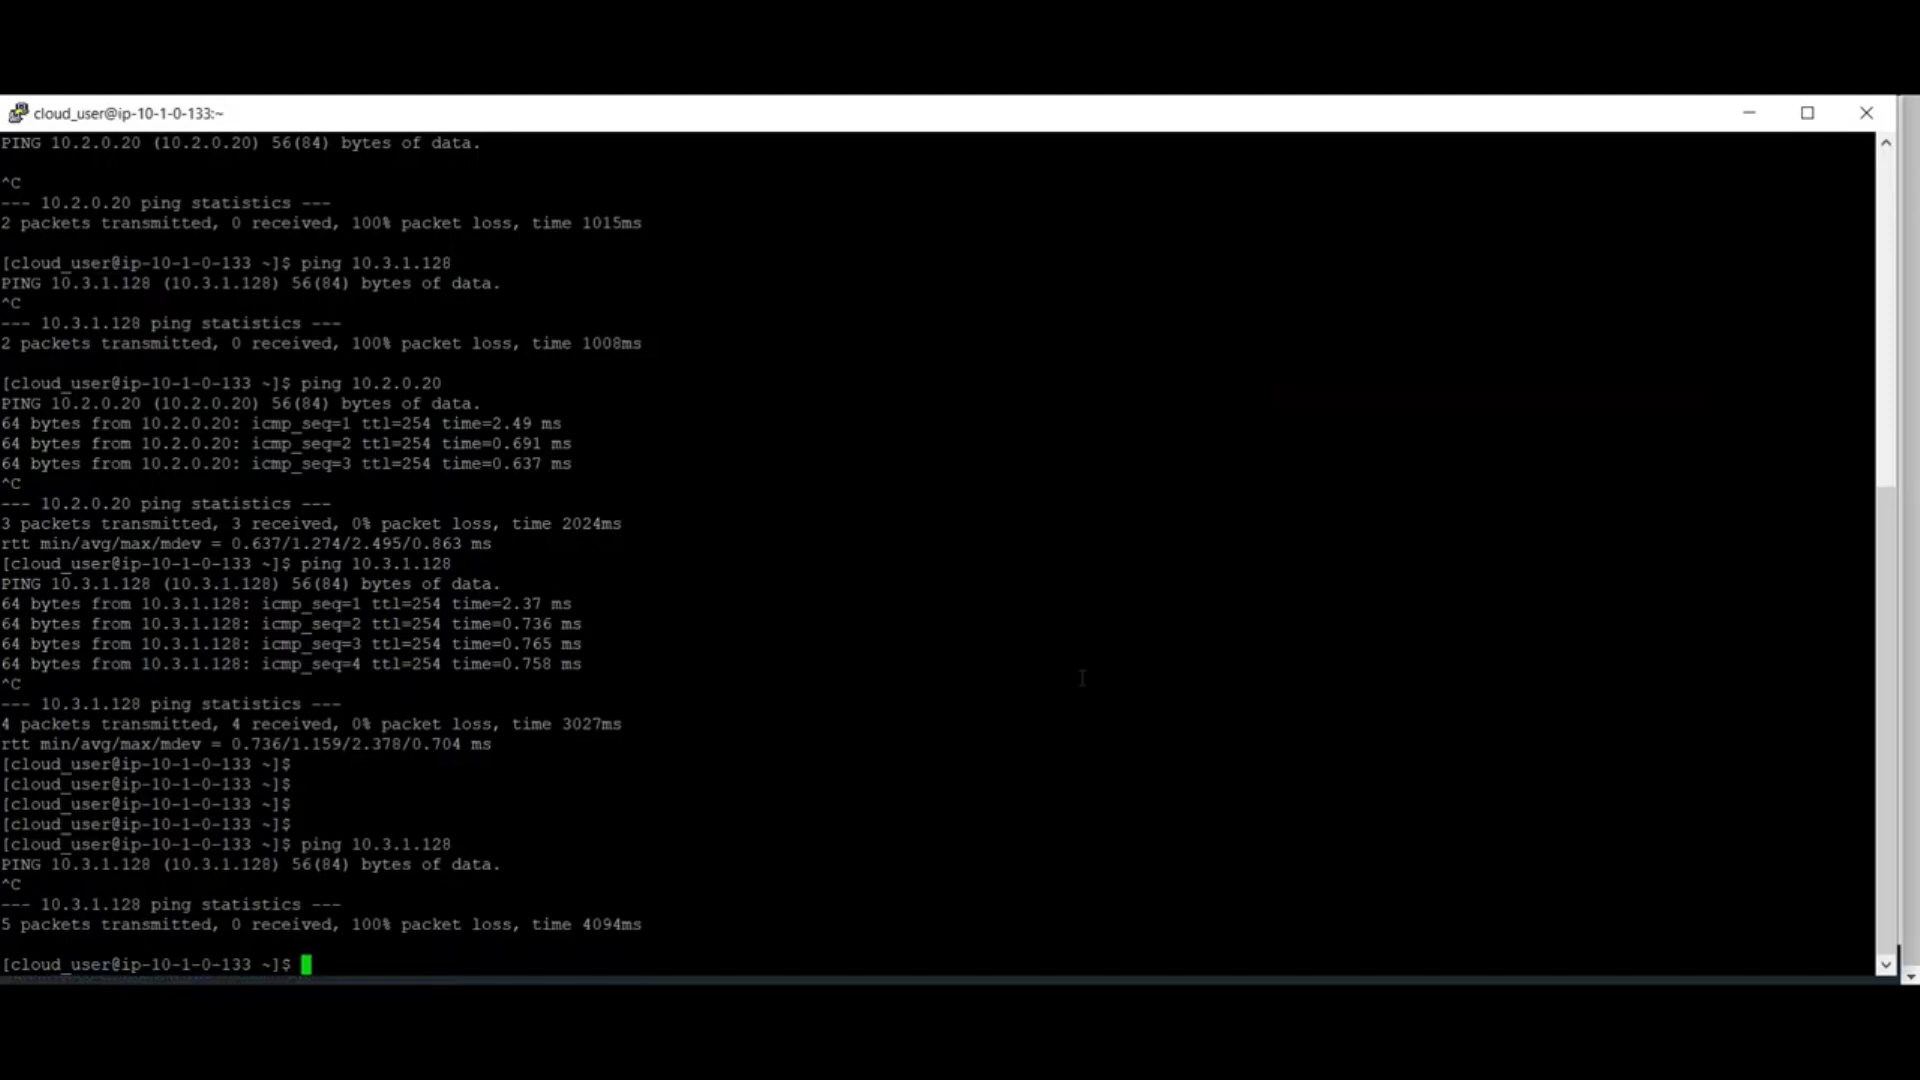 cloud_user@ip-10-1-0-133:~
PING 10.2.0.20 (10.2.0.20) 56(84) bytes of data.
^C
--- 10.2.0.20 ping statistics ---
2 packets transmitted, 0 received, 100% packet loss, time 1015ms
[cloud_user@ip-10-1-0-133 ~]$ ping 10.3.1.128
PING 10.3.1.128 (10.3.1.128) 56(84) bytes of data.
^C
--- 10.3.1.128 ping statistics ---
2 packets transmitted, 0 received, 100% packet loss, time 1008ms
[cloud_user@ip-10-1-0-133 ~]$ ping 10.2.0.20
PING 10.2.0.20 (10.2.0.20) 56(84) bytes of data.
64 bytes from 10.2.0.20: icmp_seq=1 ttl=254 time=2.49 ms
64 bytes from 10.2.0.20: icmp_seq=2 ttl=254 time=0.691 ms
64 bytes from 10.2.0.20: icmp_seq=3 ttl=254 time=0.637 ms
^C
--- 10.2.0.20 ping statistics ---
3 packets transmitted, 3 received, 0% packet loss, time 2024ms
rtt min/avg/max/mdev = 0.637/1.274/2.495/0.863 ms
[cloud_user@ip-10-1-0-133 ~]$ ping 10.3.1.128
PING 10.3.1.128 (10.3.1.128) 56(84) bytes of data.
64 bytes from 10.3.1.128: icmp_seq=1 ttl=254 time=2.37 ms
64 bytes from 10.3.1.128: icmp_seq=2 ttl=254 time=0.736 ms
64 bytes from 10.3.1.128: icmp_seq=3 ttl=254 time=0.765 ms
64 bytes from 10.3.1.128: icmp_seq=4 ttl=254 time=0.758 ms
^C
--- 10.3.1.128 ping statistics ---
4 packets transmitted, 4 received, 0% packet loss, time 3027ms
rtt min/avg/max/mdev = 0.736/1.159/2.378/0.704 ms
[cloud_user@ip-10-1-0-133 ~]$
[cloud_user@ip-10-1-0-133 ~]$
[cloud_user@ip-10-1-0-133 ~]$
[cloud_user@ip-10-1-0-133 ~]$
[cloud_user@ip-10-1-0-133 ~]$ ping 10.3.1.128
PING 10.3.1.128 (10.3.1.128) 56(84) bytes of data.
^C
--- 10.3.1.128 ping statistics ---
5 packets transmitted, 0 received, 100% packet loss, time 4094ms
[cloud_user@ip-10-1-0-133 ~]$